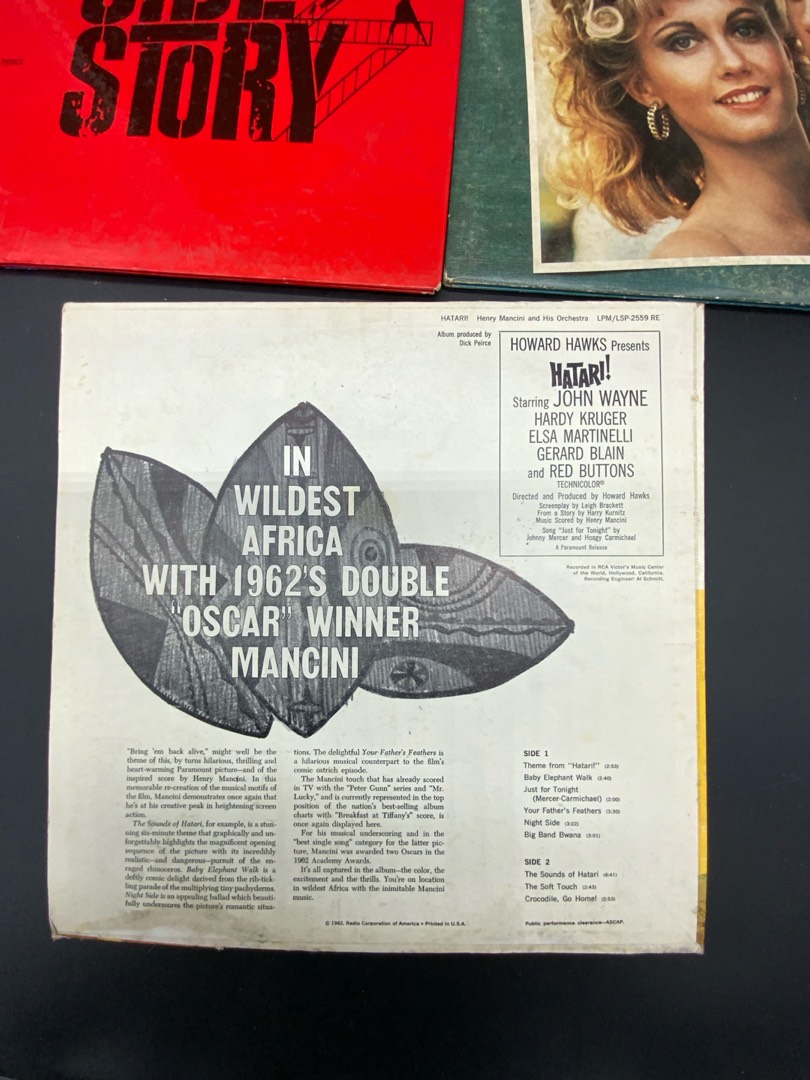 STORY
HATARI! Henry Mancini and His Orchestra LPM/LSP-2559 RE
Album produced by
Dick Peirce
HOWARD HAWKS Presents
HATARI!
Starring JOHN WAYNE
HARDY KRUGER
ELSA MARTINELLI
GERARD BLAIN
and RED BUTTONS
TECHNICOLOR®
Directed and Produced by Howard Hawks
Screenplay by Leigh Brackett
From a Story by Harry Kurnitz
Music Scored by Henry Mancini
Song "Just for Tonight" by
Johnny Mercer and Hoagy Carmichael
A Paramount Release
Recorded in RCA Victor's Music Center
of the World, Hollywood, California.
Recording Engineer: Al Schmitt.
IN
WILDEST
AFRICA
WITH 1962'S DOUBLE
"OSCAR" WINNER
MANCINI
"Bring 'em back alive," might well be the
theme of this, by turns hilarious, thrilling and
heart-warming Paramount picture—and of the
inspired score by Henry Mancini. In this
memorable re-creation of the musical motifs of
the film, Mancini demonstrates once again that
he's at his creative peak in heightening screen
action.
The Sounds of Hatari, for example, is a stun-
ning six-minute theme that graphically and un-
forgettably highlights the magnificent opening
sequence of the picture with its incredibly
realistic—and dangerous—pursuit of the en-
raged rhinoceros. Baby Elephant Walk is a
deftly comic delight derived from the rib-tick-
ling parade of the multiplying tiny pachyderms.
Night Side is an appealing ballad which beauti-
fully underscores the picture's romantic situa-
tions. The delightful Your Father's Feathers is
a hilarious musical counterpart to the film's
comic ostrich episode.
The Mancini touch that has already scored
in TV with the "Peter Gunn" series and "Mr.
Lucky," and is currently represented in the top
position of the nation's best-selling album
charts with "Breakfast at Tiffany's" score, is
once again displayed here.
For his musical underscoring and in the
"best single song" category for the latter pic-
ture, Mancini was awarded two Oscars in the
1962 Academy Awards.
It's all captured in the album—the color, the
excitement and the thrills. You're on location
in wildest Africa with the inimitable Mancini
music.
SIDE 1
Theme from "Hatari!" (2:53)
Baby Elephant Walk (2:40)
Just for Tonight
(Mercer-Carmichael) (2:00)
Your Father's Feathers (3:30)
Night Side (3:22)
Big Band Bwana (3:01)
SIDE 2
The Sounds of Hatari (6:41)
The Soft Touch (2:43)
Crocodile, Go Home! (2:53)
© 1962, Radio Corporation of America • Printed in U.S.A.
Public performance clearance—ASCAP.